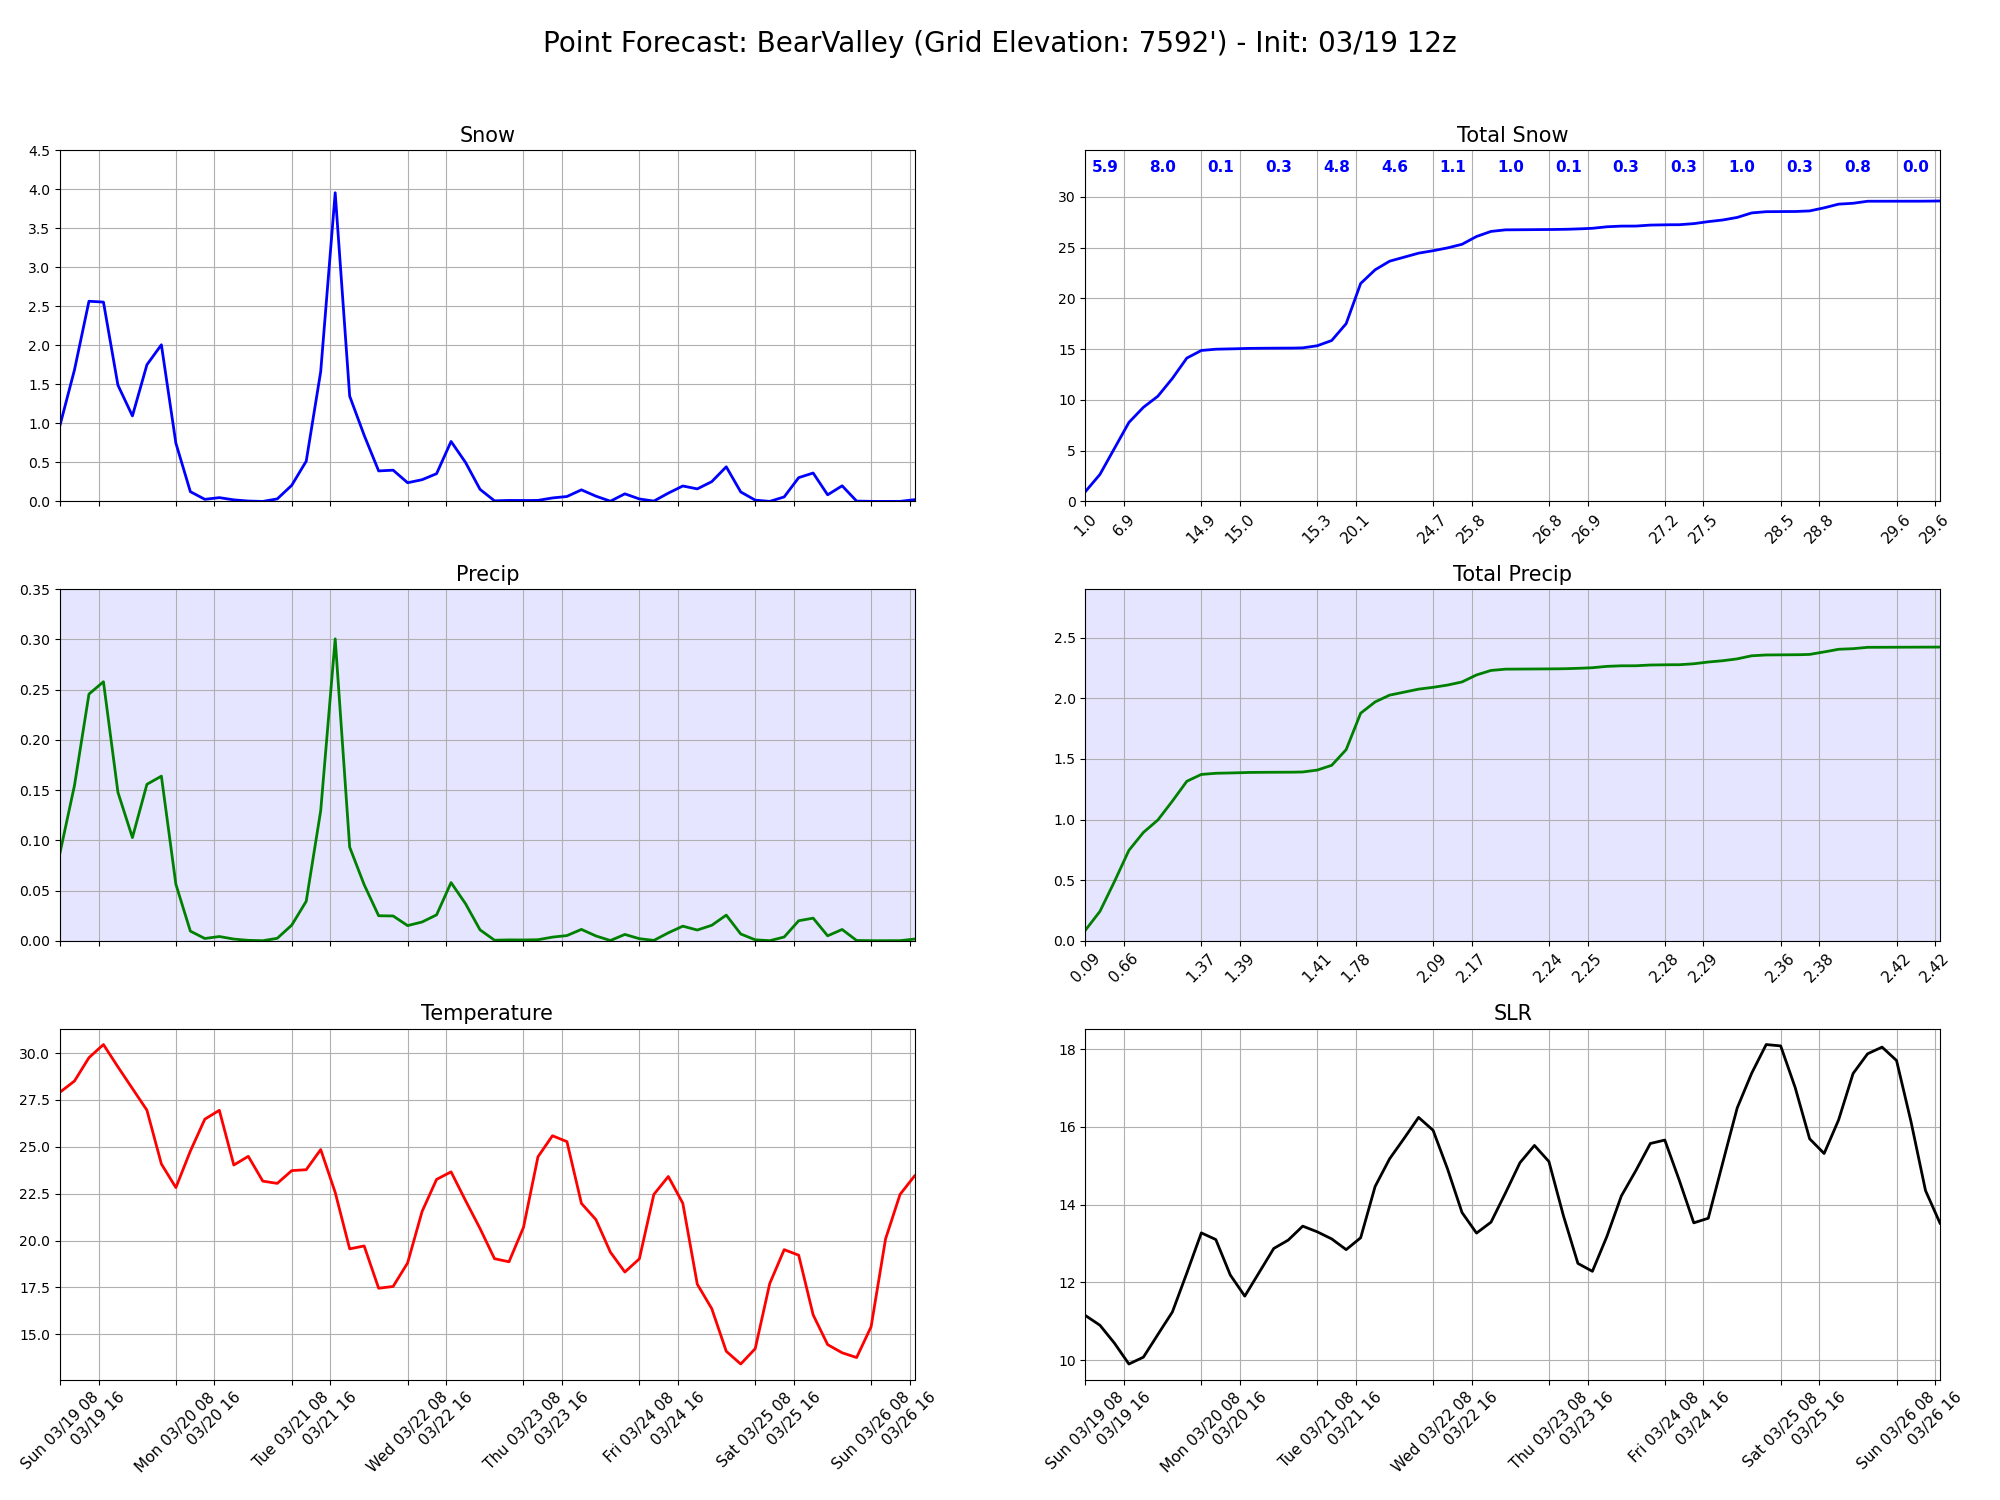 Point Forecast: BearValley (Grid Elevation: 7592') - Init: 03/19 12z
Snow
4.5
4.0
3.5
3.0
2.5
2.0
1.5
1.0
0.5
0.0
Total Snow
5.9 8.0 0.1 0.3 4.8 4.6 1.1 1.0 0.1 0.3 0.3 1.0 0.3 0.8 0.0
30
25
20
15
10
5
0
1.0 6.9 14.9 15.0 15.3 20.1 24.7 25.8 26.8 26.9 27.2 27.5 28.5 28.8 29.6 29.6
Precip
0.35
0.30
0.25
0.20
0.15
0.10
0.05
0.00
Total Precip
2.5
2.0
1.5
1.0
0.5
0.0
0.09 0.66 1.37 1.39 1.41 1.78 2.09 2.17 2.24 2.25 2.28 2.29 2.36 2.38 2.42 2.42
Temperature
30.0
27.5
25.0
22.5
20.0
17.5
15.0
Sun 03/19 08
03/19 16
Mon 03/20 08
03/20 16
Tue 03/21 08
03/21 16
Wed 03/22 08
03/22 16
Thu 03/23 08
03/23 16
Fri 03/24 08
03/24 16
Sat 03/25 08
03/25 16
Sun 03/26 08
03/26 16
SLR
18
16
14
12
10
Sun 03/19 08
03/19 16
Mon 03/20 08
03/20 16
Tue 03/21 08
03/21 16
Wed 03/22 08
03/22 16
Thu 03/23 08
03/23 16
Fri 03/24 08
03/24 16
Sat 03/25 08
03/25 16
Sun 03/26 08
03/26 16